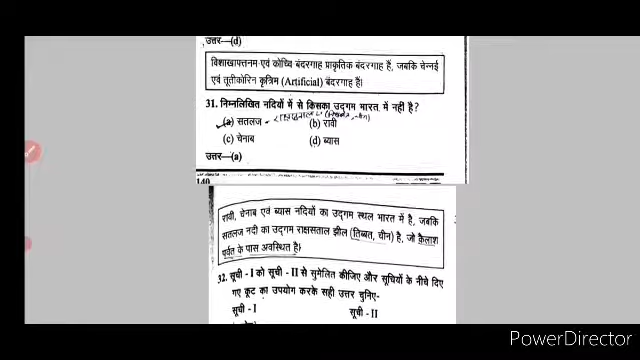 उत्तर—(d)
विशाखापत्तनम एवं कोच्चि बंदरगाह प्राकृतिक बंदरगाह हैं, जबकि चेन्नई
एवं तूतीकोरिन कृत्रिम (Artificial) बंदरगाह हैं।
31. निम्नलिखित नदियों में से किसका उद्गम भारत में नहीं है?
(a) सतलज
(b) रावी
(c) चेनाब
(d) ब्यास
उत्तर—(a)
140
रावी, चेनाब एवं ब्यास नदियों का उद्गम स्थल भारत में है, जबकि
सतलज नदी का उद्गम राक्षसताल झील (तिब्बत, चीन) है, जो कैलाश
पर्वत के पास अवस्थित है।
32. सूची - I को सूची - II से सुमेलित कीजिए और सूचियों के नीचे दिए
गए कूट का उपयोग करके सही उत्तर चुनिए-
सूची - I
सूची - II
PowerDirector